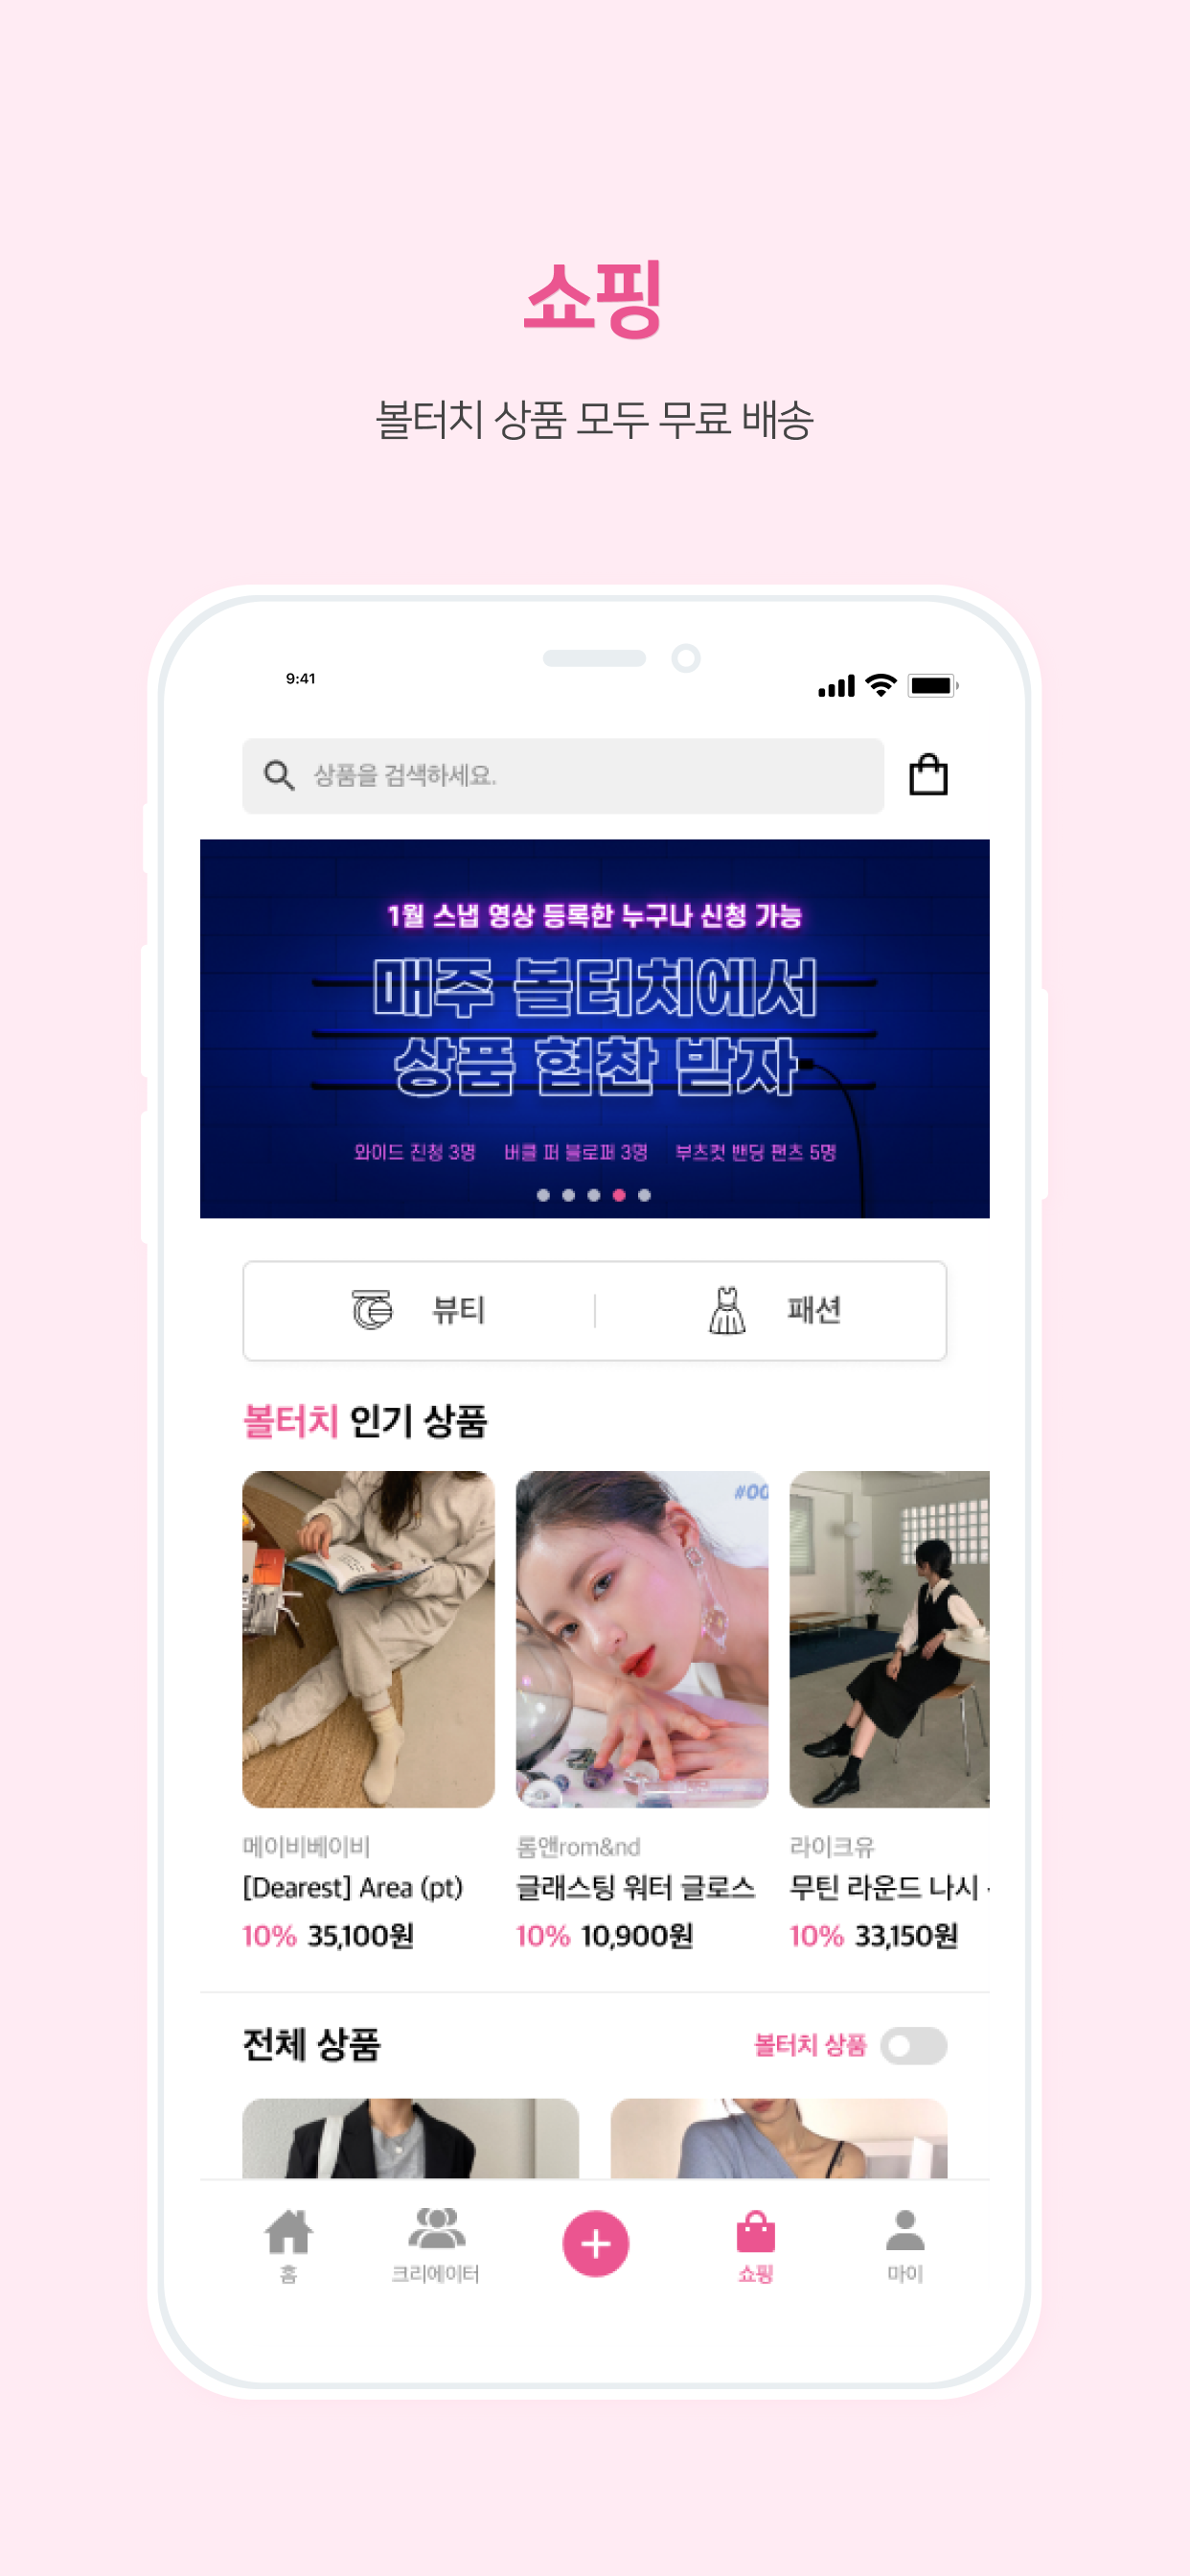 쇼핑
볼터치 상품 모두 무료 배송
9:41
상품을 검색하세요.
1월 스냅 영상 등록한 누구나 신청 가능
매주 볼터치에서
상품 협찬 받자
와이드 진청 3명 버클 퍼 블로퍼 3명 부츠컷 밴딩 팬츠 5명
뷰티 패션
볼터치 인기 상품
#00
메이비베이비 롬앤rom&nd 라이크유
[Dearest] Area (pt) 글래스팅 워터 글로스 무틴 라운드 나시
10% 35,100원 10% 10,900원 10% 33,150원
전체 상품 볼터치 상품
홈 크리에이터 쇼핑 마이